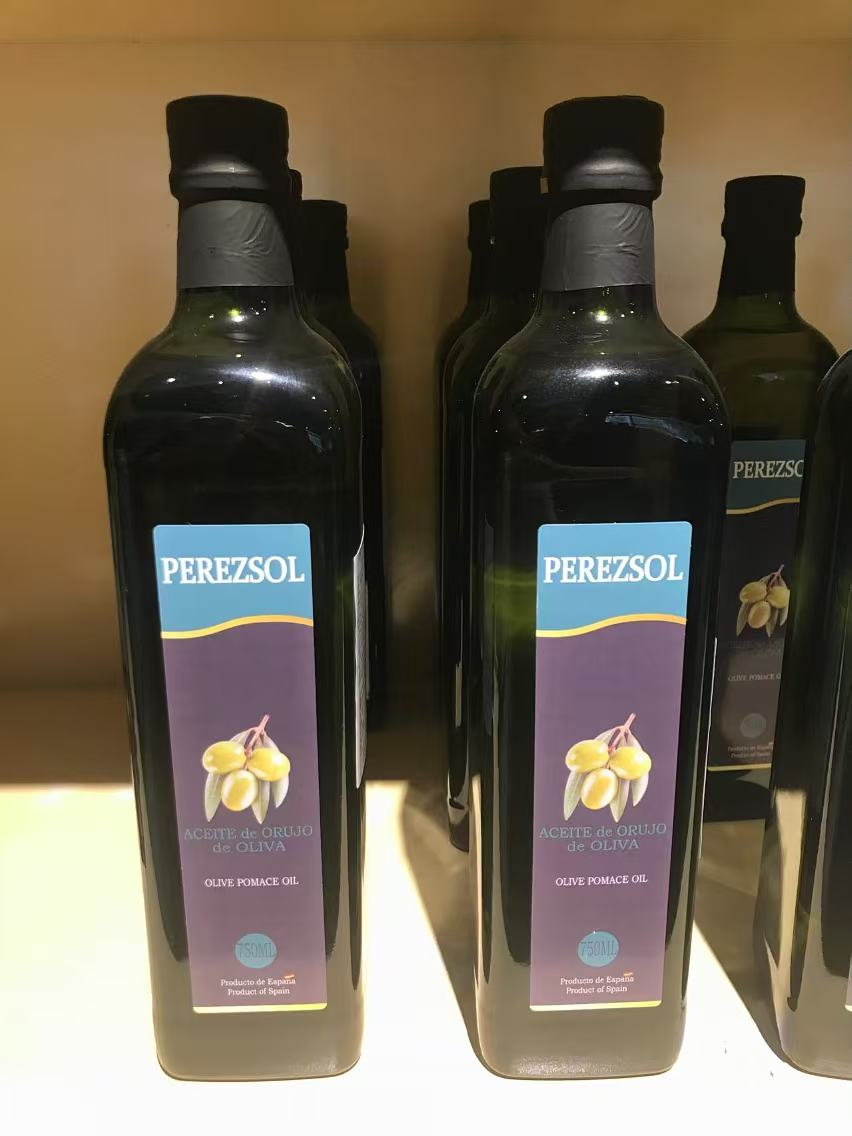 PEREZSOL
ACEITE de ORUJO
de OLIVA
OLIVE POMACE OIL
750ML
Producto de España
Product of Spain
PEREZSOL
ACEITE de ORUJO
de OLIVA
OLIVE POMACE OIL
750ML
Producto de España
Product of Spain
PEREZSO
OLIVE POMACE